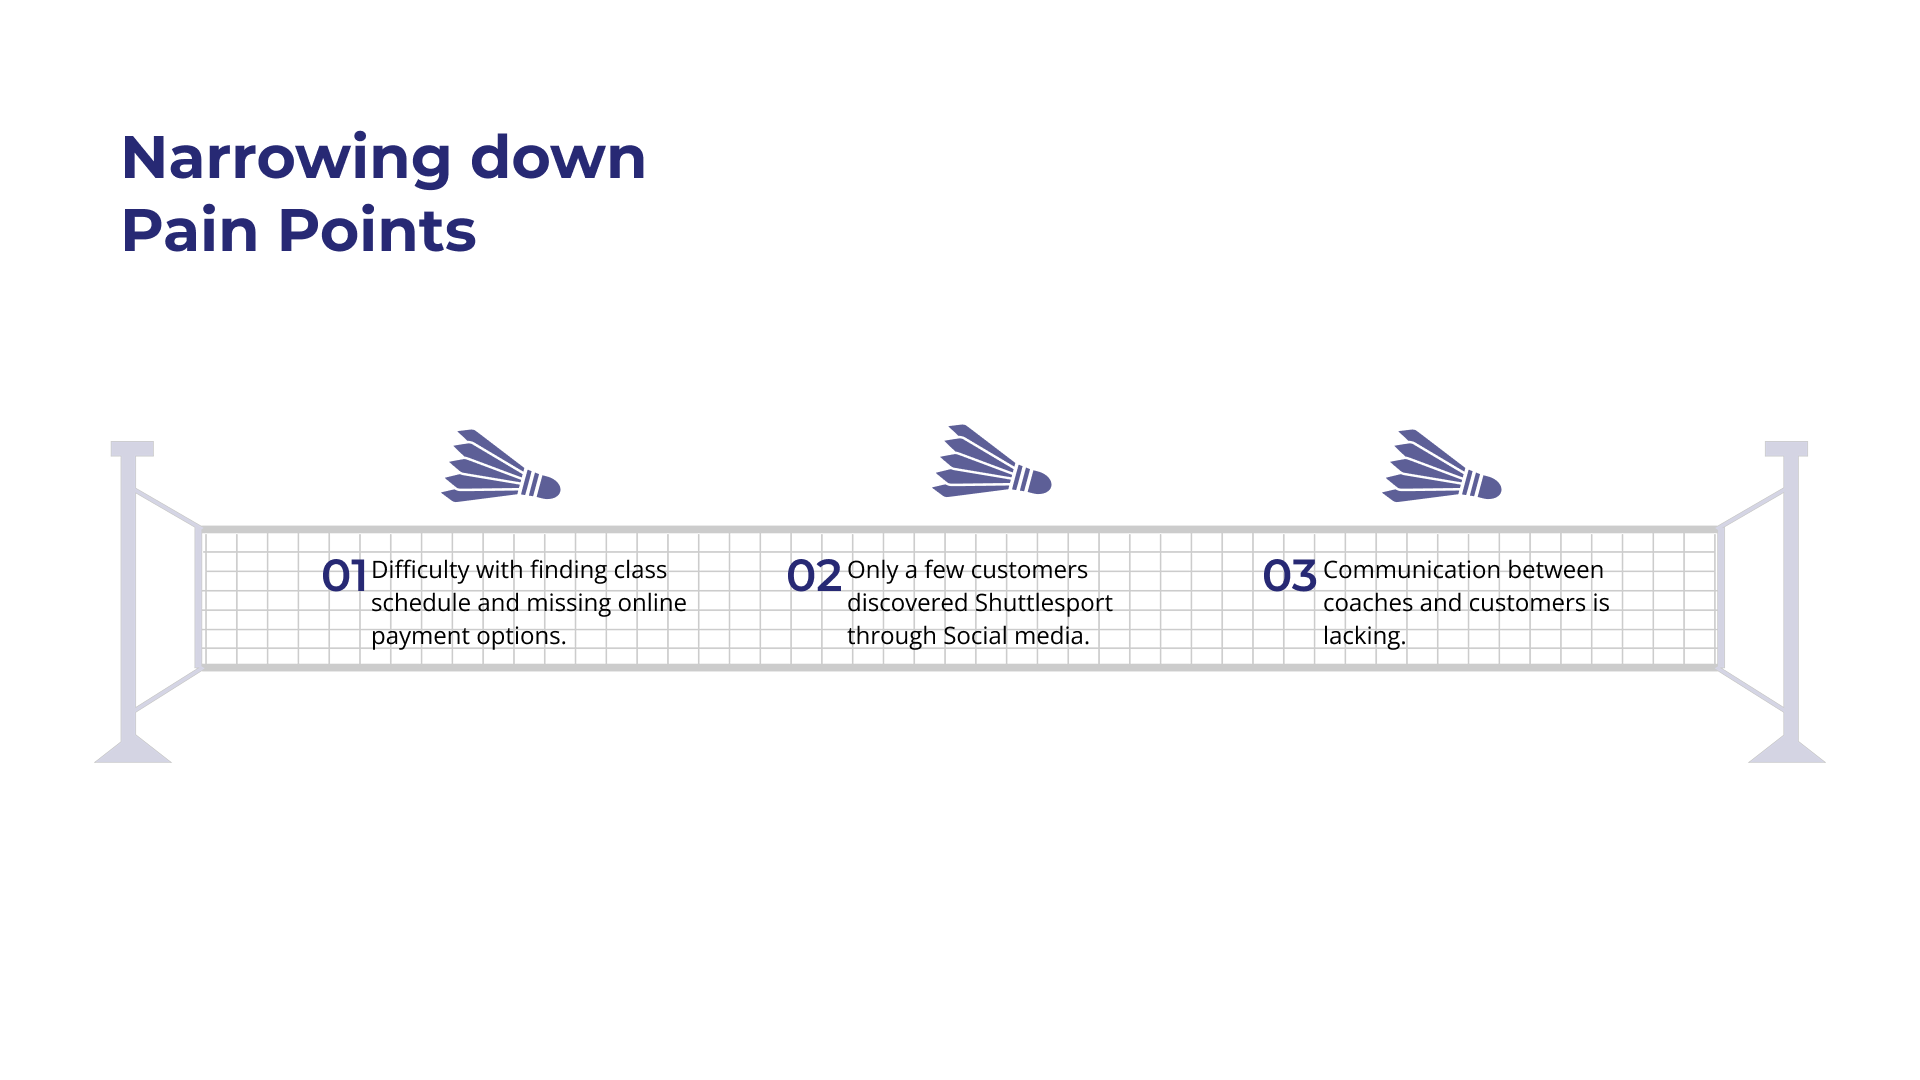 Narrowing down
Pain Points
01
Difficulty with finding class
schedule and missing online
payment options.
02
Only a few customers
discovered Shuttlesport
through Social media.
03
Communication between
coaches and customers is
lacking.